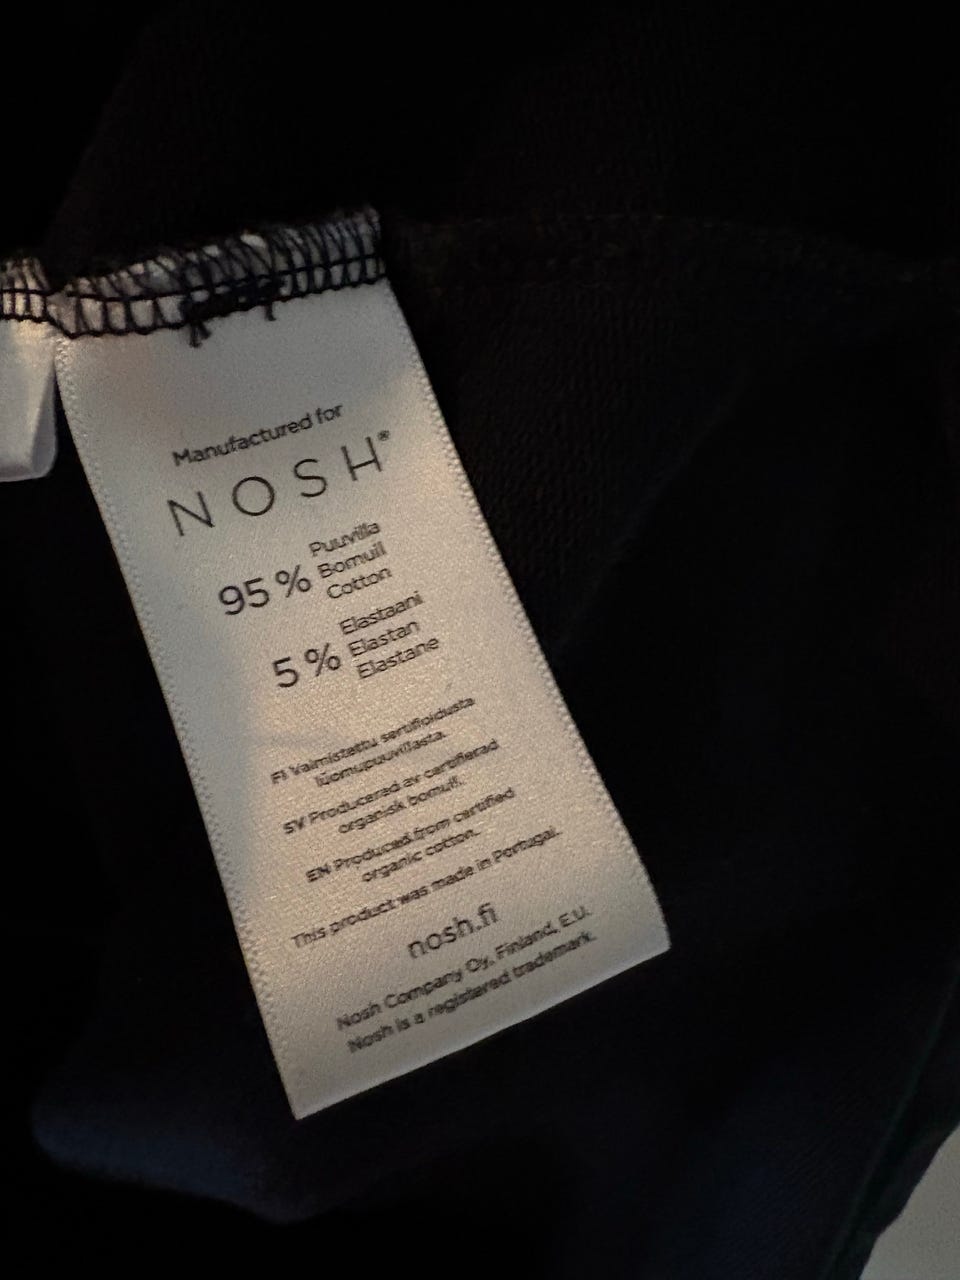 Manufactured for
NOSH®
95 % Puuvilla
Bomull
Cotton
5 % Elastaani
Elastan
Elastane
FI Valmistettu sertifioidusta
luomupuuvillasta.
SV Producerad av certifierad
organisk bomull.
EN Produced from certified
organic cotton.
This product was made in Portugal.
nosh.fi
Nosh Company Oy, Finland, E.U.
Nosh is a registered trademark.